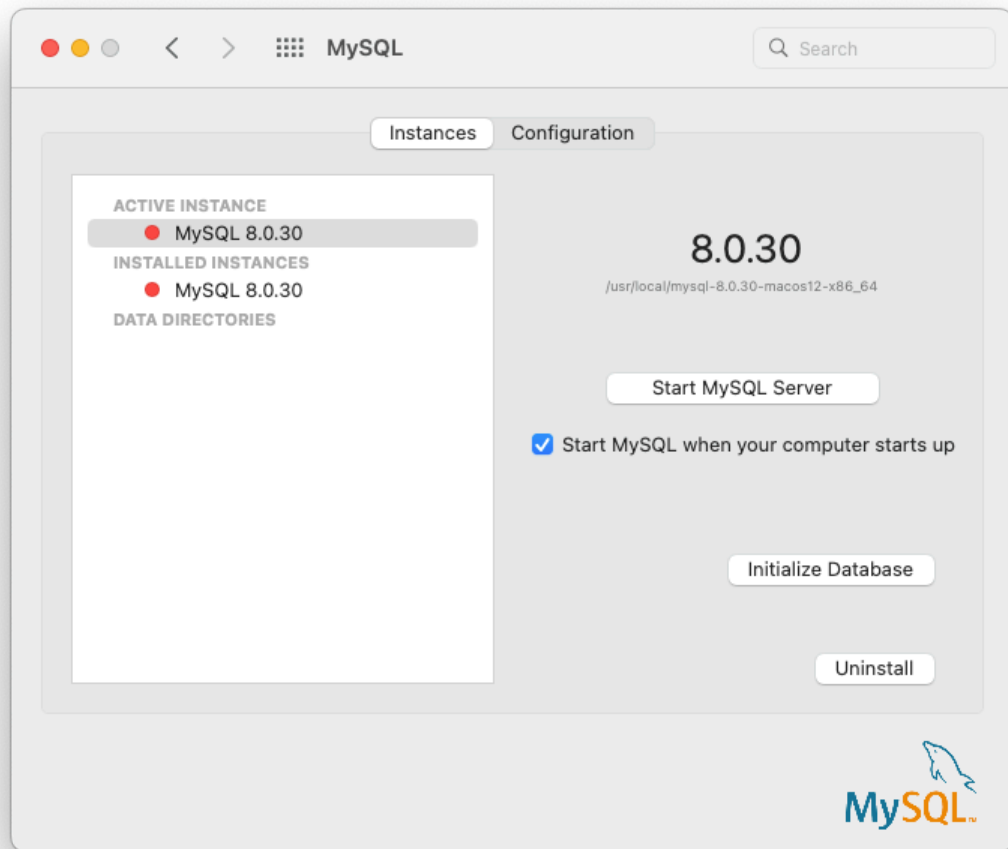 MySQL
Search
Instances
Configuration
ACTIVE INSTANCE
MySQL 8.0.30
INSTALLED INSTANCES
MySQL 8.0.30
DATA DIRECTORIES
8.0.30
/usr/local/mysql-8.0.30-macos12-x86_64
Start MySQL Server
Start MySQL when your computer starts up
Initialize Database
Uninstall
MySQL™